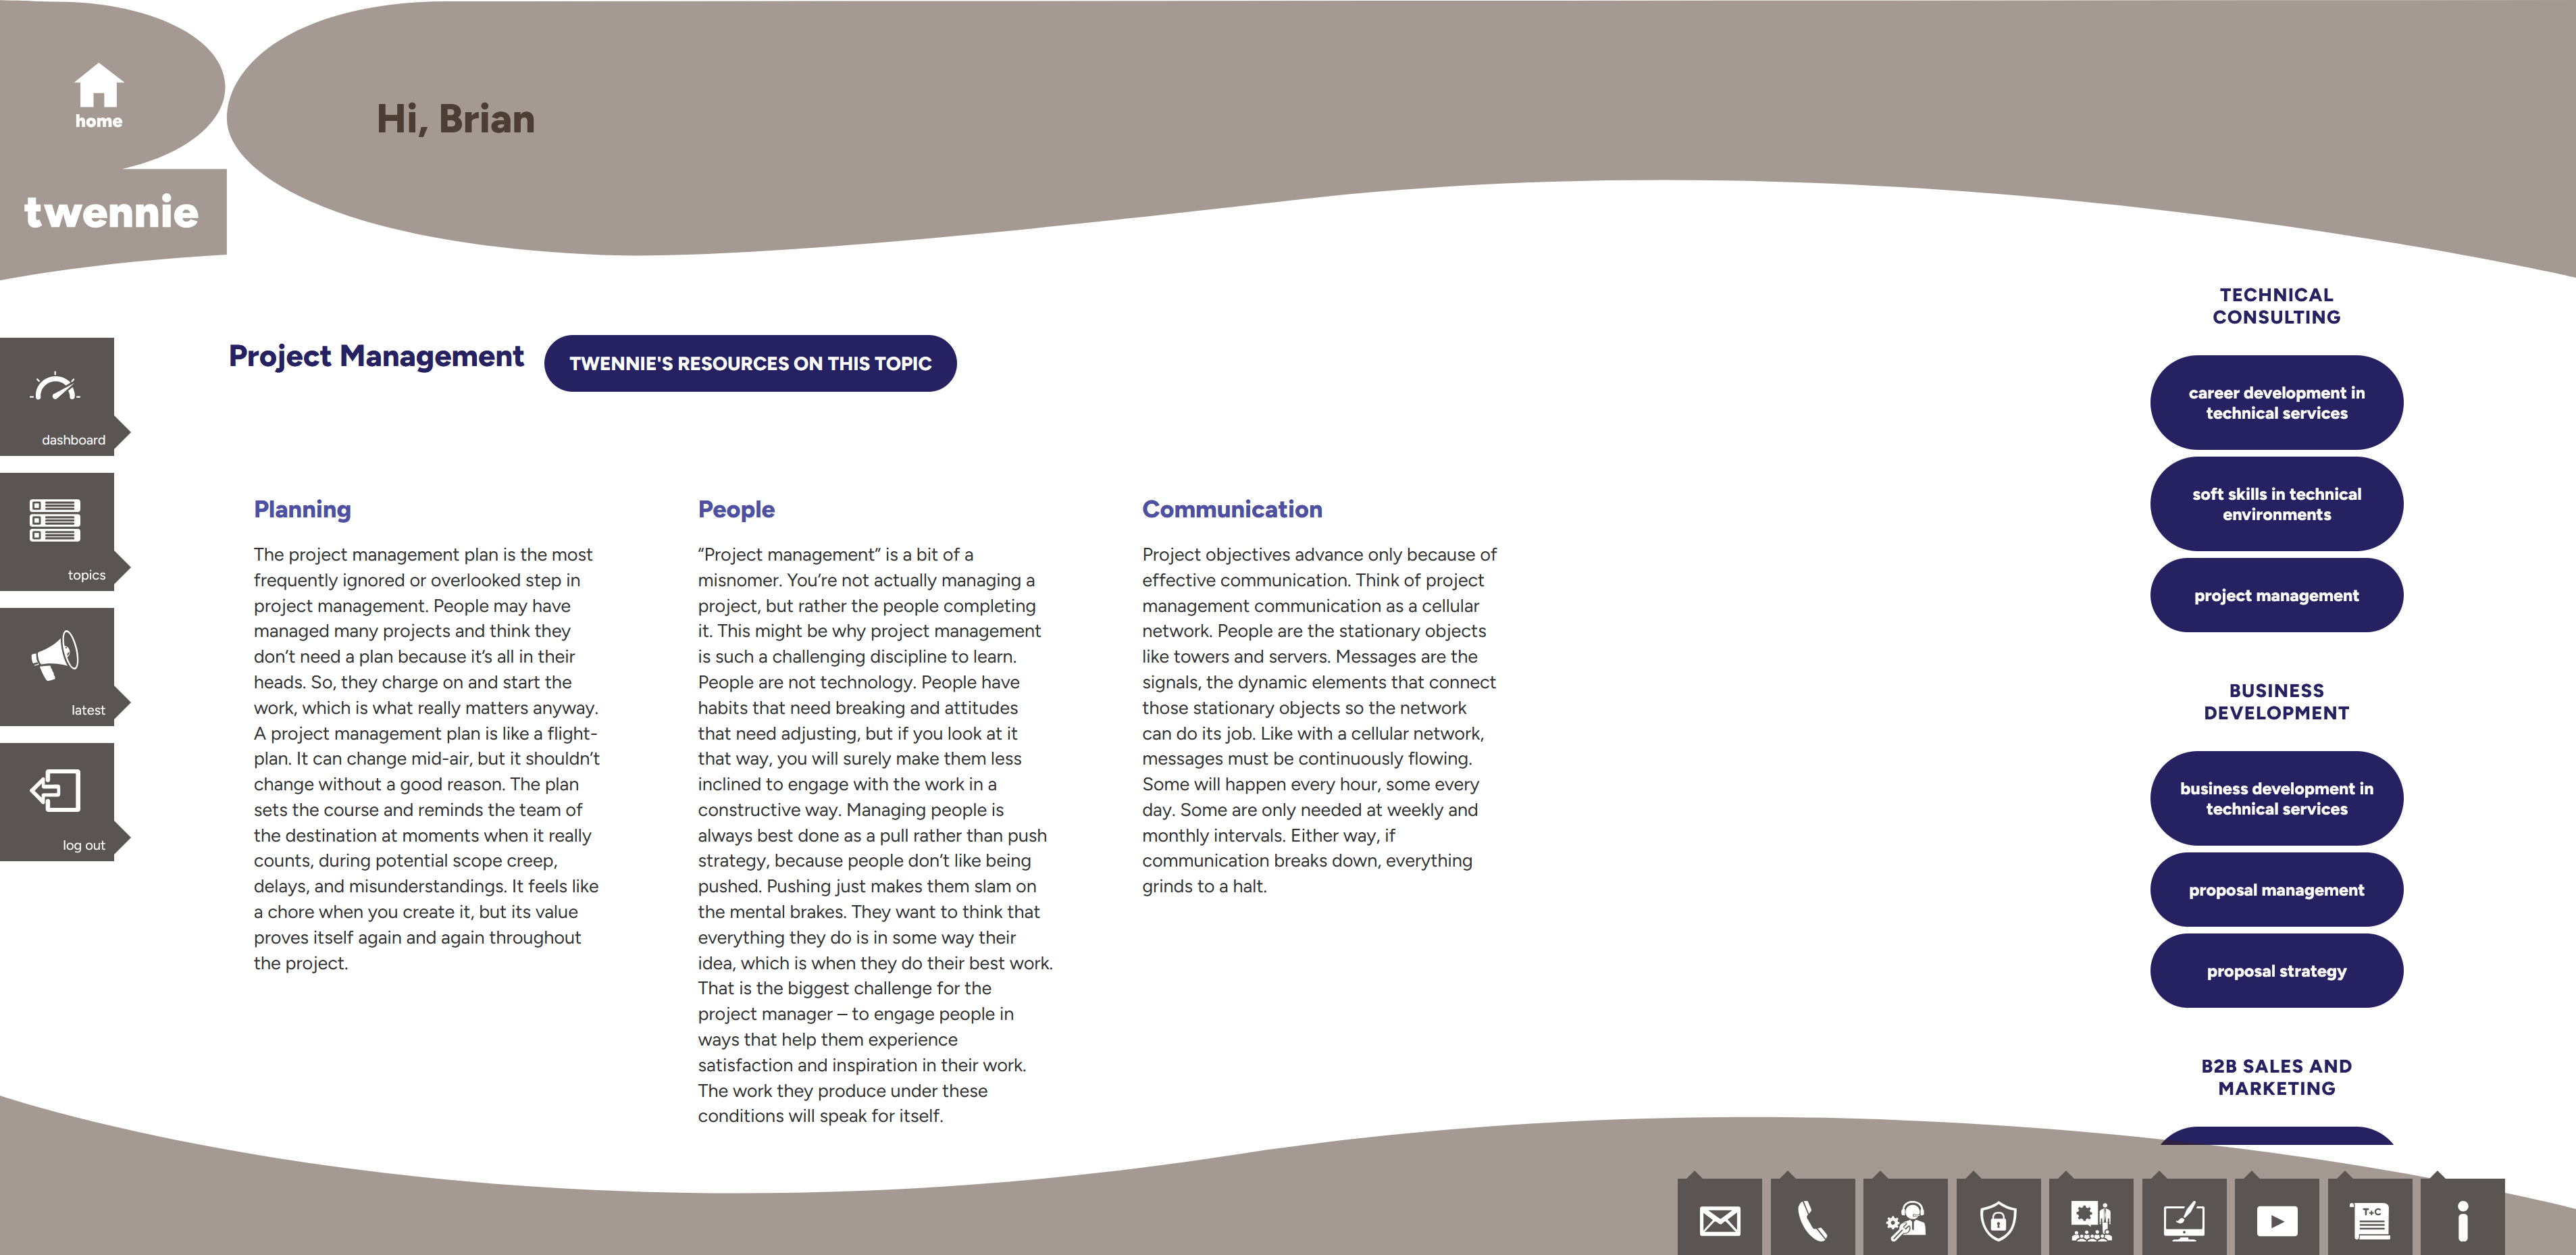 home
Hi, Brian
twennie
dashboard
topics
latest
log out
Project Management
TWENNIE'S RESOURCES ON THIS TOPIC
Planning
The project management plan is the most
frequently ignored or overlooked step in
project management. People may have
managed many projects and think they
don’t need a plan because it’s all in their
heads. So, they charge on and start the
work, which is what really matters anyway.
A project management plan is like a flight-
plan. It can change mid-air, but it shouldn’t
change without a good reason. The plan
sets the course and reminds the team of
the destination at moments when it really
counts, during potential scope creep,
delays, and misunderstandings. It feels like
a chore when you create it, but its value
proves itself again and again throughout
the project.
People
“Project management” is a bit of a
misnomer. You’re not actually managing a
project, but rather the people completing
it. This might be why project management
is such a challenging discipline to learn.
People are not technology. People have
habits that need breaking and attitudes
that need adjusting, but if you look at it
that way, you will surely make them less
inclined to engage with the work in a
constructive way. Managing people is
always best done as a pull rather than push
strategy, because people don’t like being
pushed. Pushing just makes them slam on
the mental brakes. They want to think that
everything they do is in some way their
idea, which is when they do their best work.
That is the biggest challenge for the
project manager – to engage people in
ways that help them experience
satisfaction and inspiration in their work.
The work they produce under these
conditions will speak for itself.
Communication
Project objectives advance only because of
effective communication. Think of project
management communication as a cellular
network. People are the stationary objects
like towers and servers. Messages are the
signals, the dynamic elements that connect
those stationary objects so the network
can do its job. Like with a cellular network,
messages must be continuously flowing.
Some will happen every hour, some every
day. Some are only needed at weekly and
monthly intervals. Either way, if
communication breaks down, everything
grinds to a halt.
TECHNICAL
CONSULTING
career development in
technical services
soft skills in technical
environments
project management
BUSINESS
DEVELOPMENT
business development in
technical services
proposal management
proposal strategy
B2B SALES AND
MARKETING
T+C